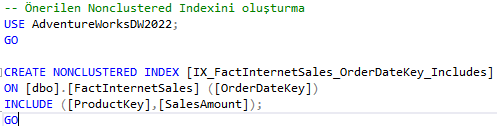 -- Önerilen Nonclustered Indexini oluşturma
USE AdventureWorksDW2022;
GO
CREATE NONCLUSTERED INDEX [IX_FactInternetSales_OrderDateKey_Includes]
ON [dbo].[FactInternetSales] ([OrderDateKey])
INCLUDE ([ProductKey],[SalesAmount]);
GO